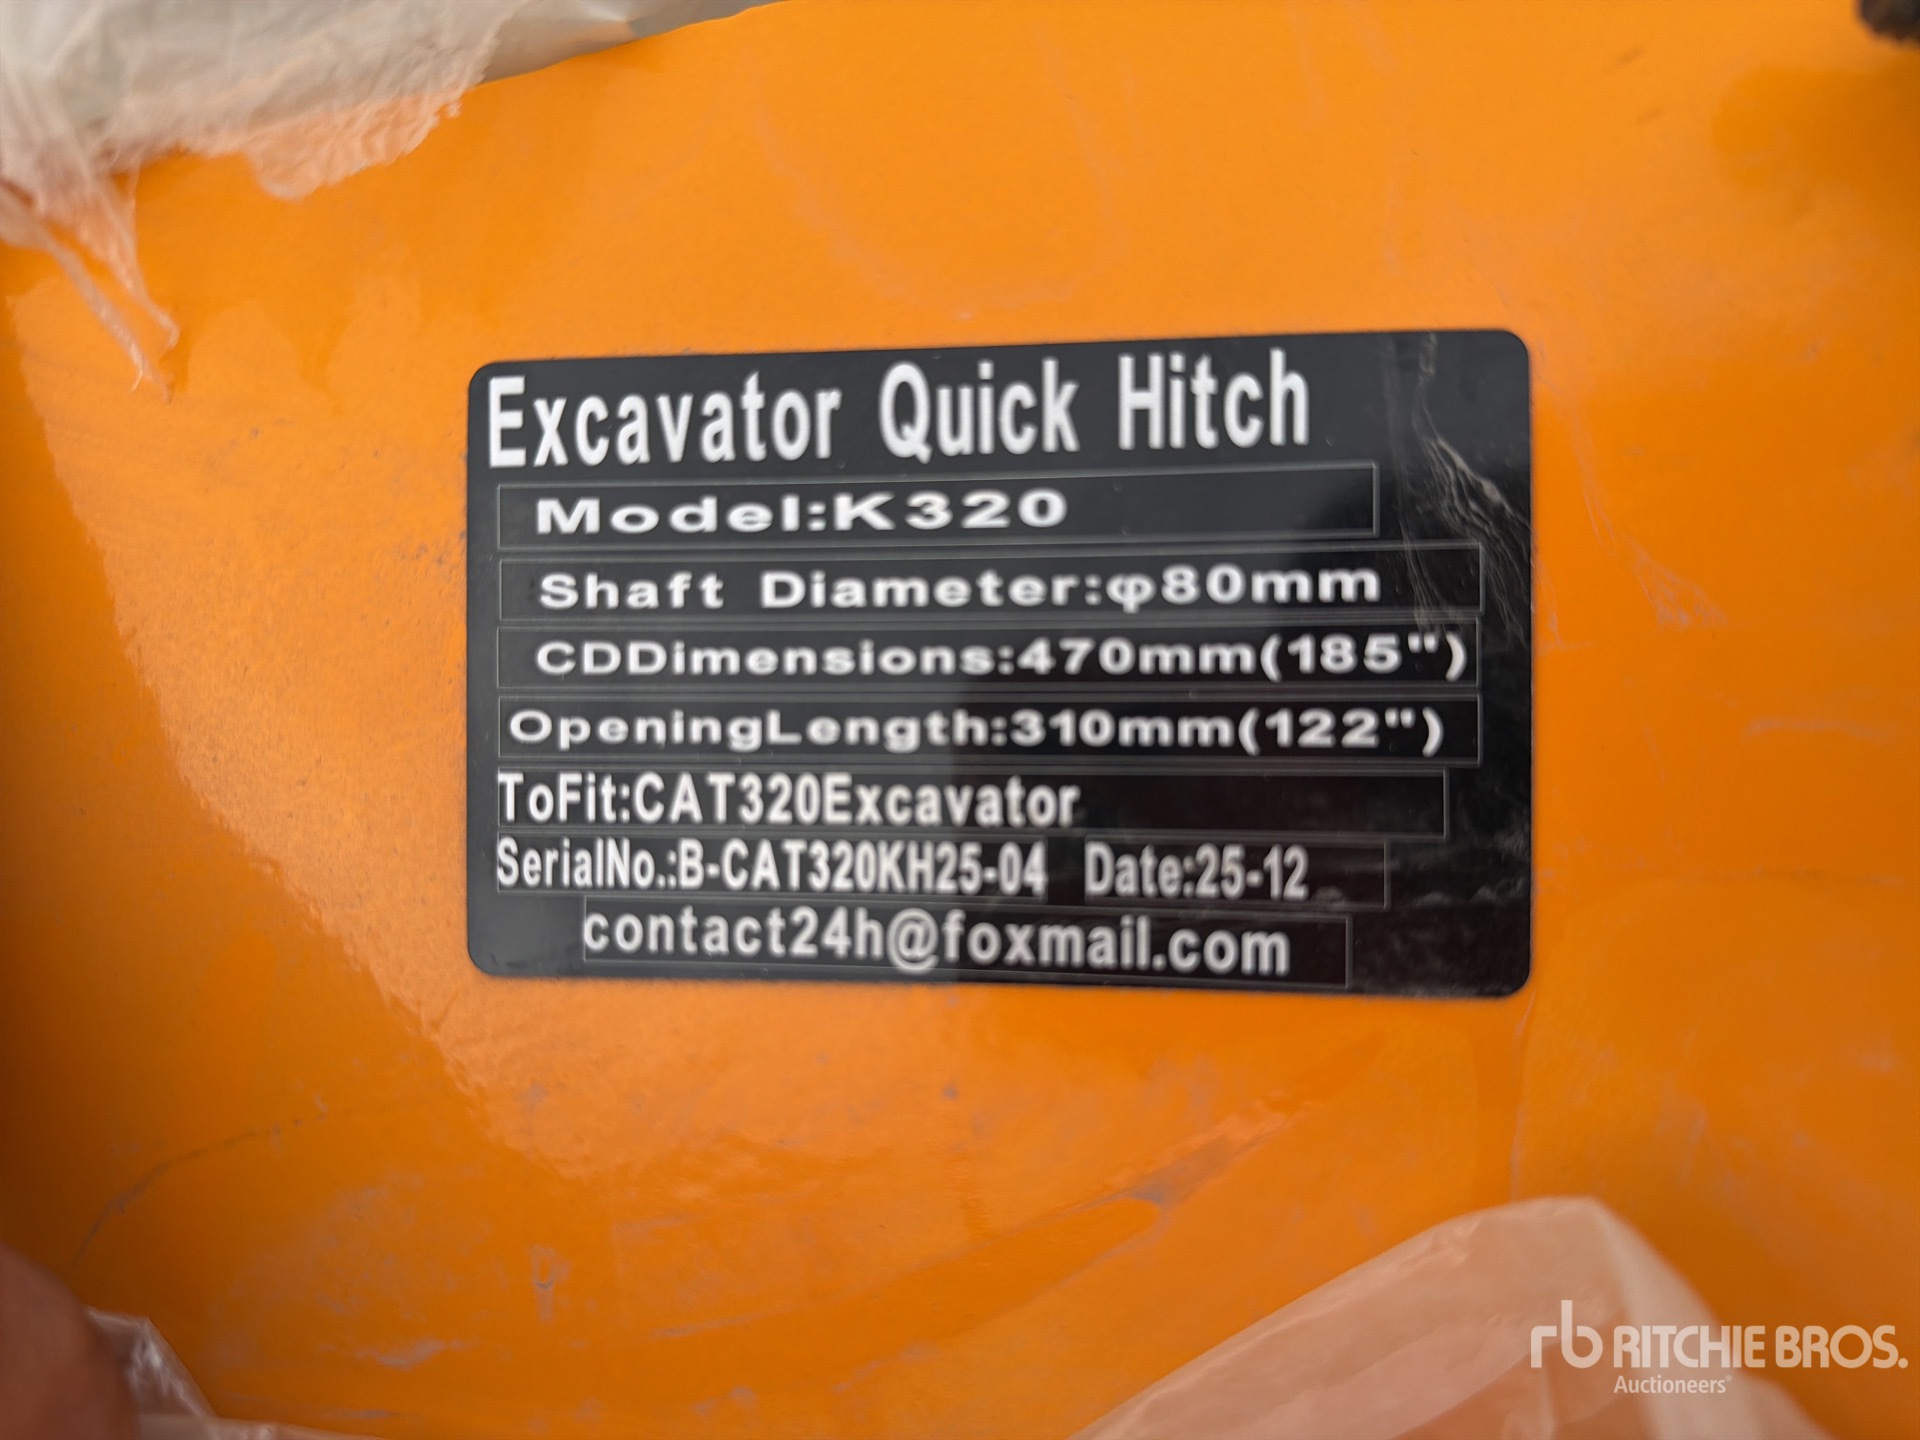 Excavator Quick Hitch
Model:K320
Shaft Diameter:φ80mm
CDDimensions:470mm(185")
OpeningLength:310mm(122")
ToFit:CAT320Excavator
SerialNo.:B-CAT320KH25-04 Date:25-12
contact24h@foxmail.com
rb RITCHIE BROS.
Auctioneers